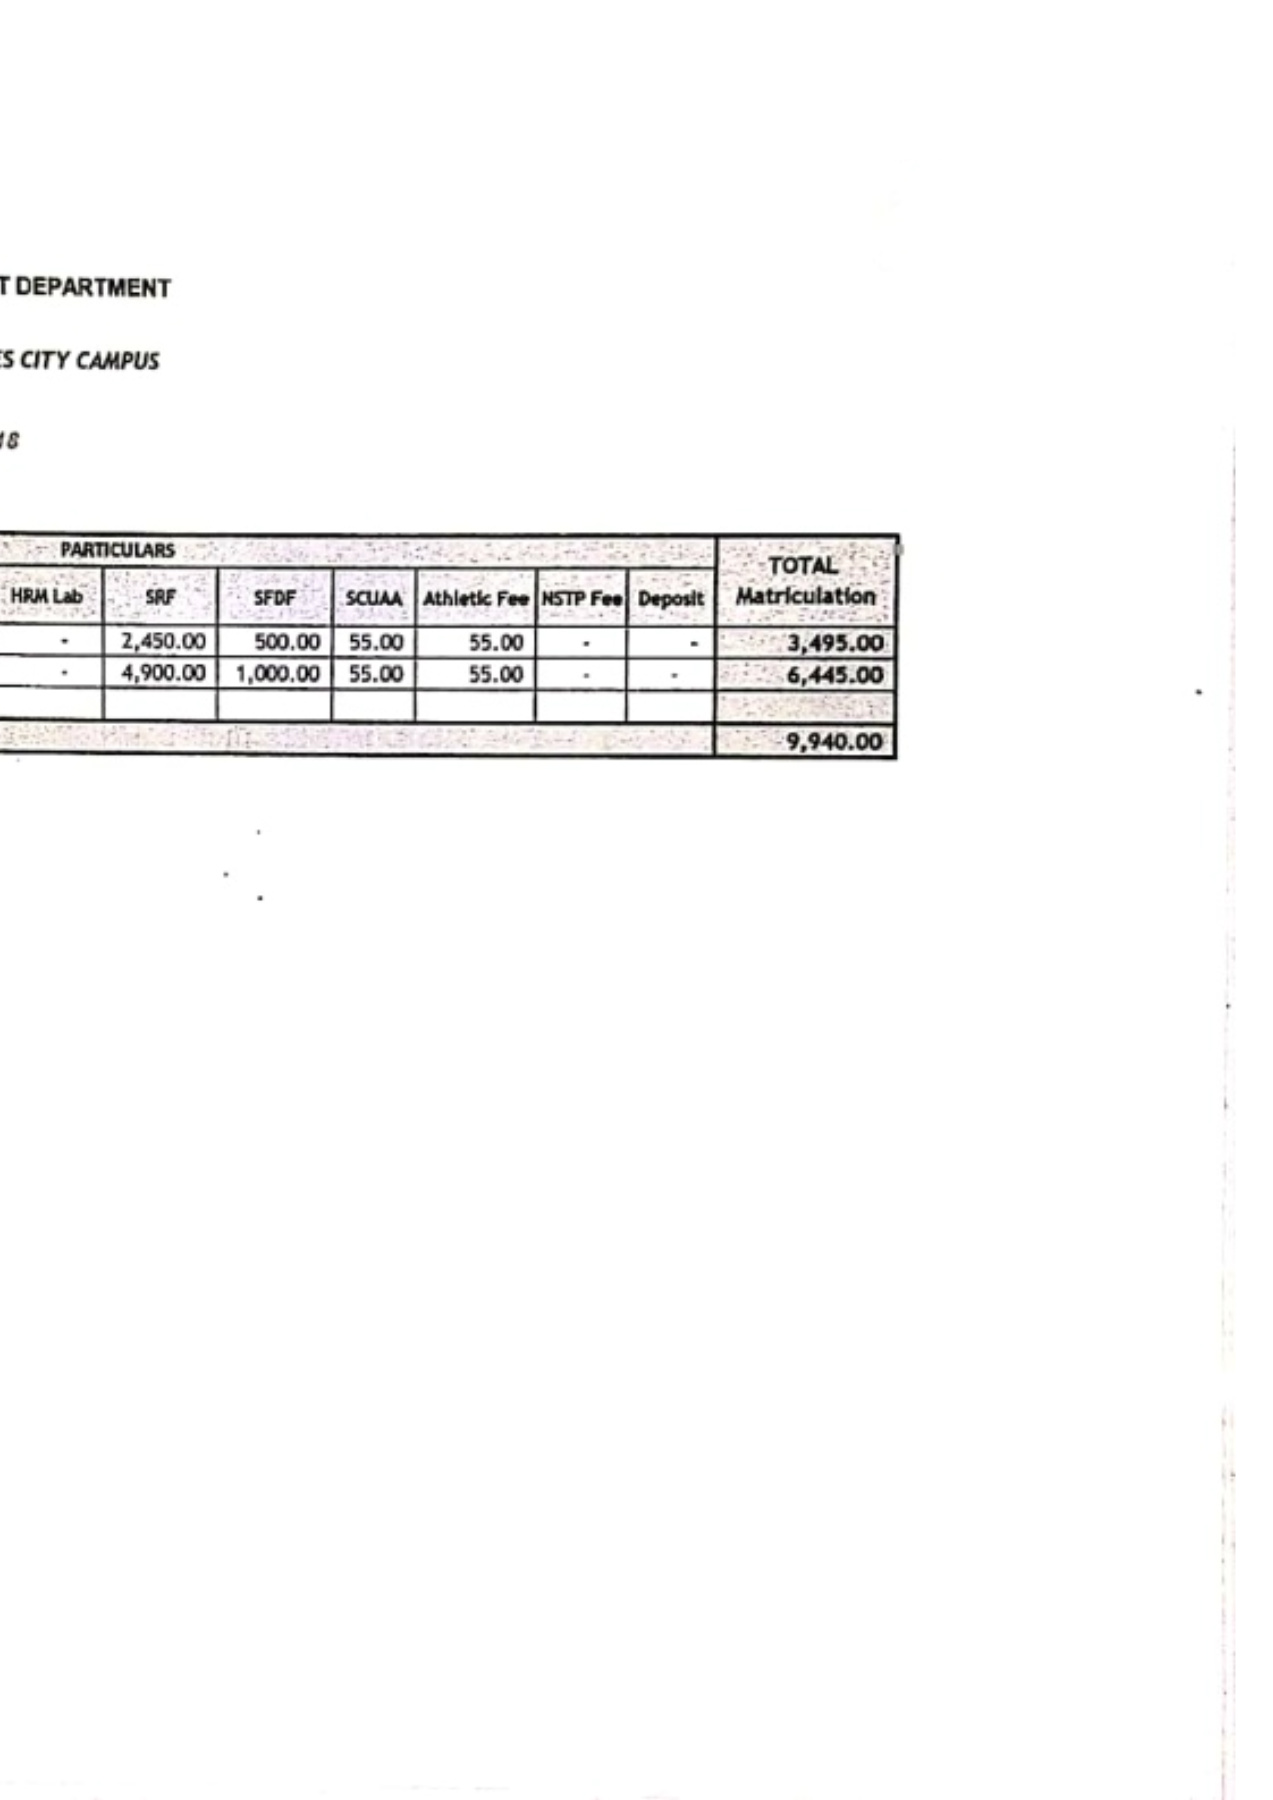 T DEPARTMENT
ES CITY CAMPUS
18
PARTICULARS TOTAL Matriculation
HRM Lab SRF SFDF SCUAA Athletic Fee NSTP Fee Deposit
- 2,450.00 500.00 55.00 55.00 - - 3,495.00
- 4,900.00 1,000.00 55.00 55.00 - - 6,445.00
9,940.00